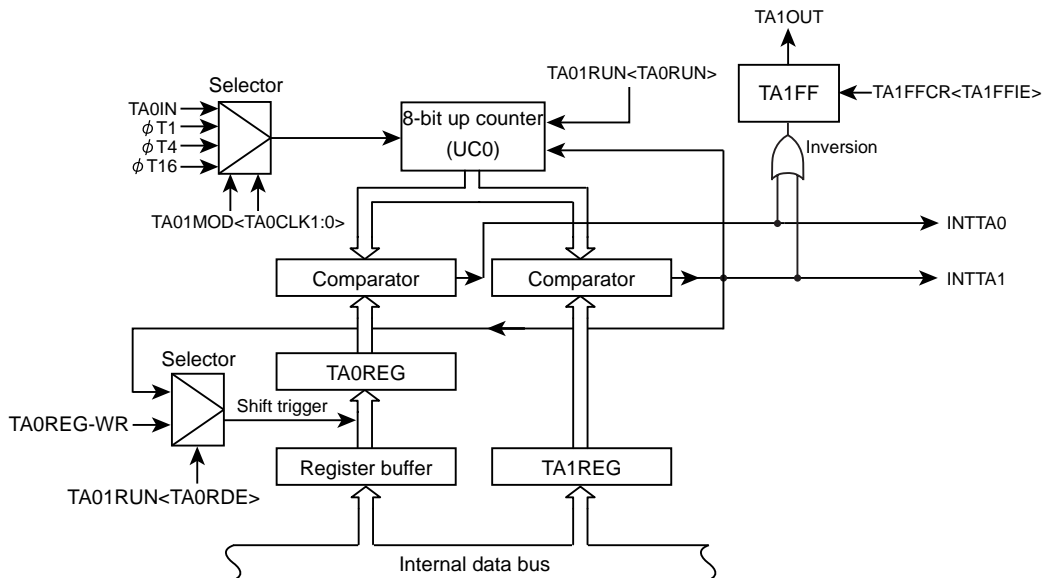 TA1OUT
TA01RUN<TA0RUN>
Selector
TA0IN
ϕT1
ϕT4
ϕT16
8-bit up counter
(UC0)
TA1FF
TA1FFCR<TA1FFIE>
Inversion
TA01MOD<TA0CLK1:0>
INTTA0
Comparator
Comparator
INTTA1
Selector
TA0REG
Shift trigger
TA0REG-WR
Register buffer
TA1REG
TA01RUN<TA0RDE>
Internal data bus